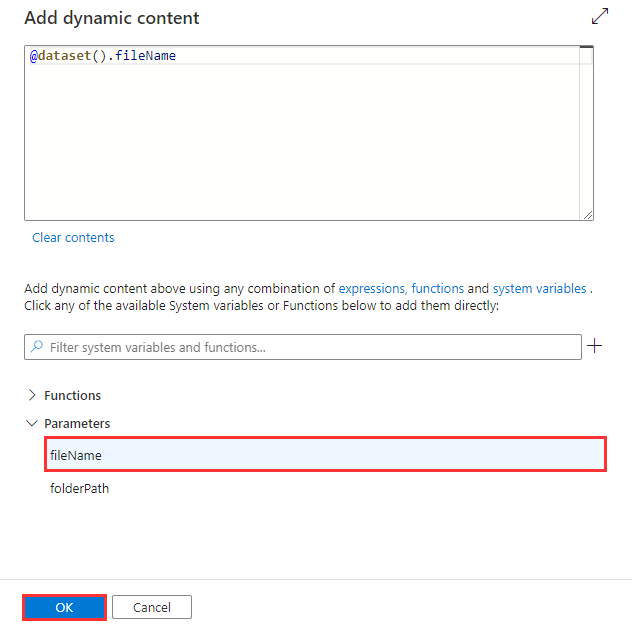 Add dynamic content
@dataset().fileName
Clear contents
Add dynamic content above using any combination of expressions, functions and system variables .
Click any of the available System variables or Functions below to add them directly:
Filter system variables and functions...
Functions
Parameters
fileName
folderPath
OK Cancel